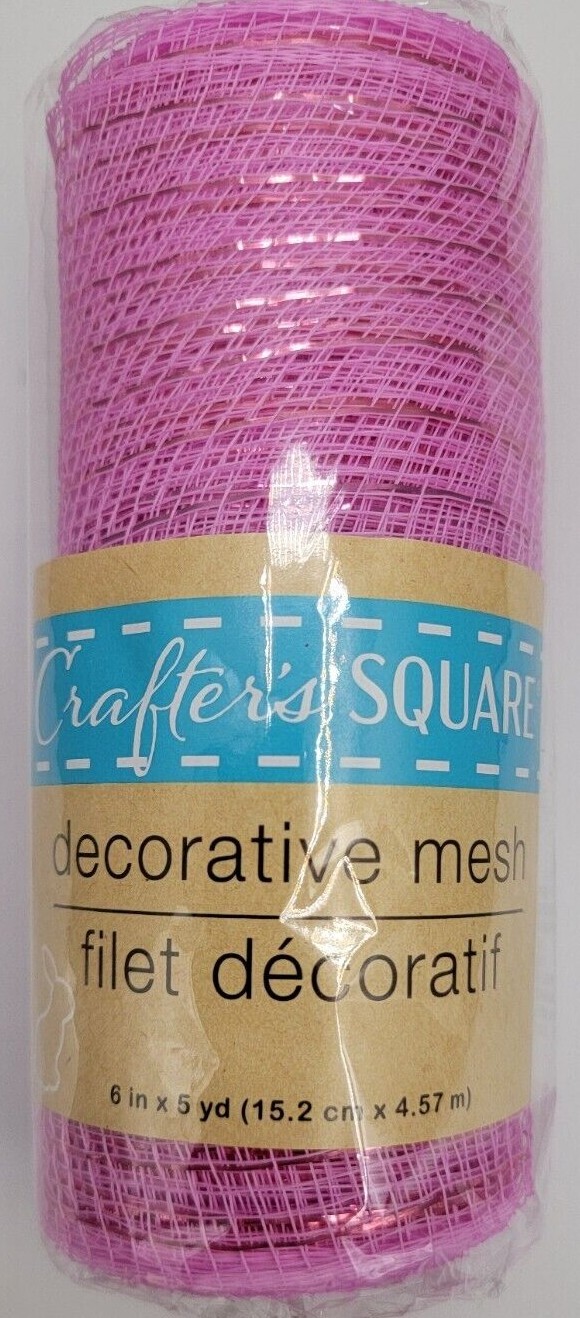 Crafter's SQUARE
decorative mesh
filet décoratif
6 in x 5 yd (15.2 cm x 4.57 m)